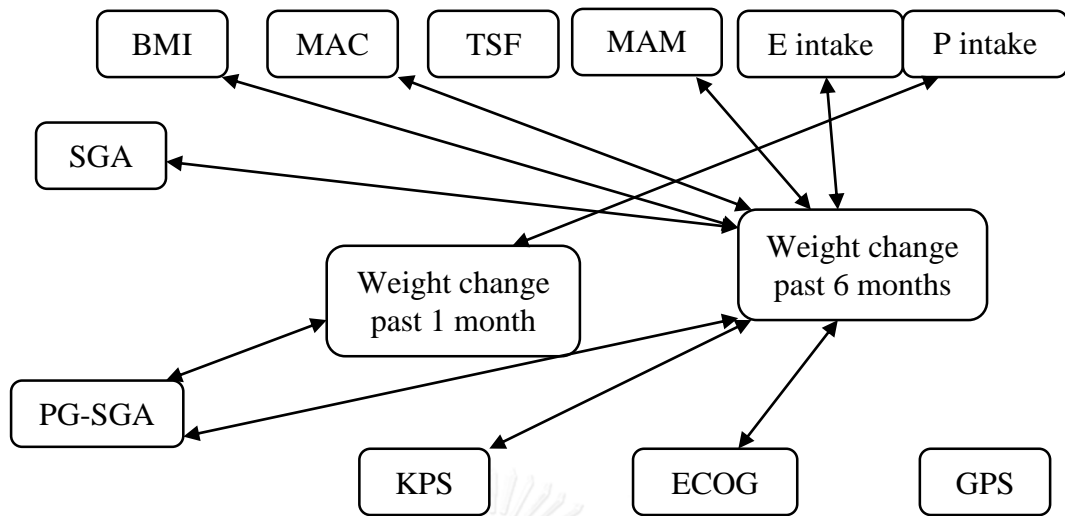 BMI
MAC
TSF
MAM
E intake
P intake
SGA
Weight change
past 6 months
Weight change
past 1 month
PG-SGA
KPS
ECOG
GPS